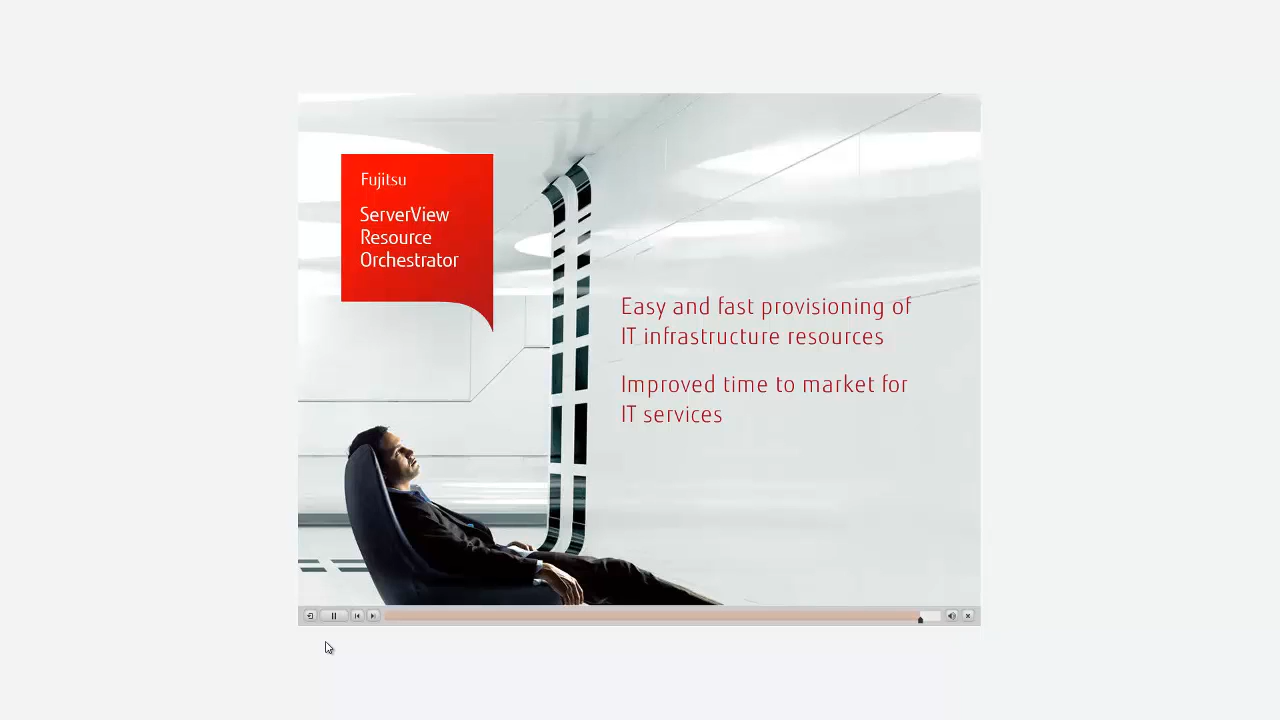 Fujitsu
ServerView
Resource
Orchestrator
Easy and fast provisioning of
IT infrastructure resources
Improved time to market for
IT services